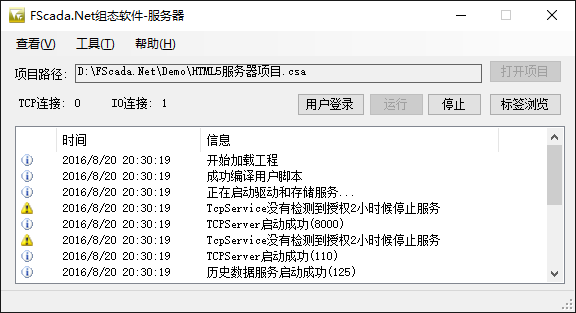 FScada.Net组态软件-服务器
查看(V) 工具(T) 帮助(H)
项目路径: D:\FScada.Net\Demo\HTML5服务器项目.csa 打开项目
TCP连接: 0 IO连接: 1 用户登录 运行 停止 标签浏览
时间 信息
2016/8/20 20:30:19 开始加载工程
2016/8/20 20:30:19 成功编译用户脚本
2016/8/20 20:30:19 正在启动驱动和存储服务...
2016/8/20 20:30:19 TcpService没有检测到授权2小时候停止服务
2016/8/20 20:30:19 TCPServer启动成功(8000)
2016/8/20 20:30:19 TcpService没有检测到授权2小时候停止服务
2016/8/20 20:30:19 TCPServer启动成功(110)
2016/8/20 20:30:19 历史数据服务启动成功(125)